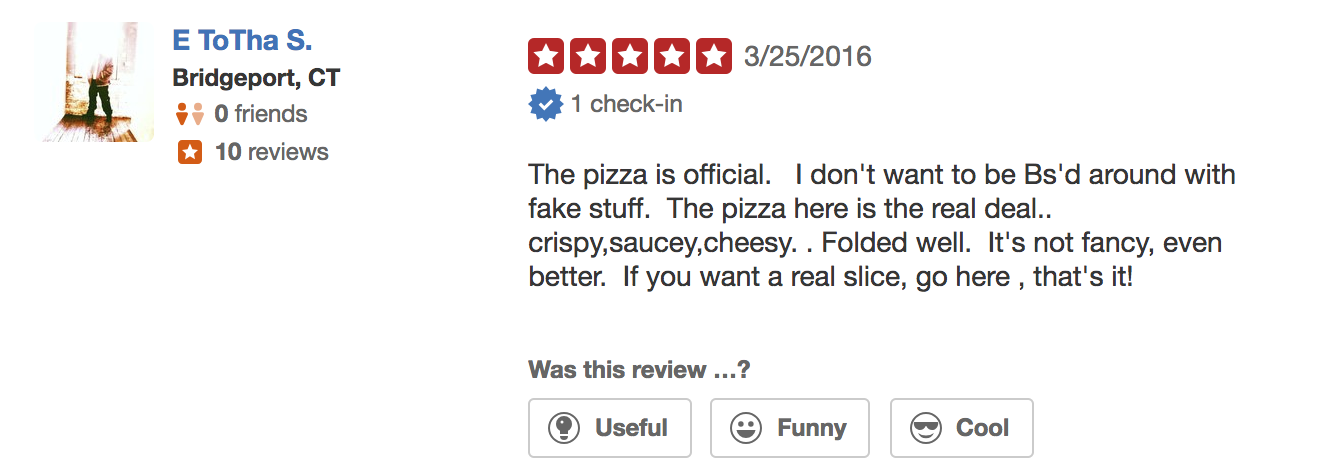 E ToTha S.
Bridgeport, CT
0 friends
10 reviews
3/25/2016
1 check-in
The pizza is official.   I don't want to be Bs'd around with
fake stuff.  The pizza here is the real deal..
crispy,saucey,cheesy. . Folded well.  It's not fancy, even
better.  If you want a real slice, go here , that's it!
Was this review ...?
Useful
Funny
Cool